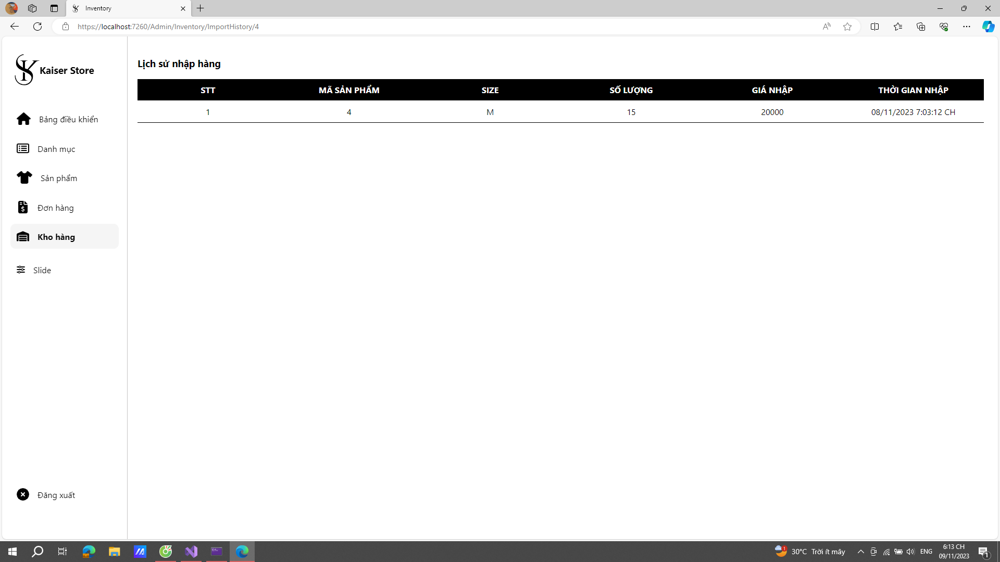 Inventory
https://localhost:7260/Admin/Inventory/ImportHistory/4
Kaiser Store
Bảng điều khiển
Danh mục
Sản phẩm
Đơn hàng
Kho hàng
Slide
Đăng xuất
Lịch sử nhập hàng
STT MÃ SẢN PHẨM SIZE SỐ LƯỢNG GIÁ NHẬP THỜI GIAN NHẬP
1 4 M 15 20000 08/11/2023 7:03:12 CH
1 30°C Trời ít mây ENG 6:13 CH
09/11/2023 1